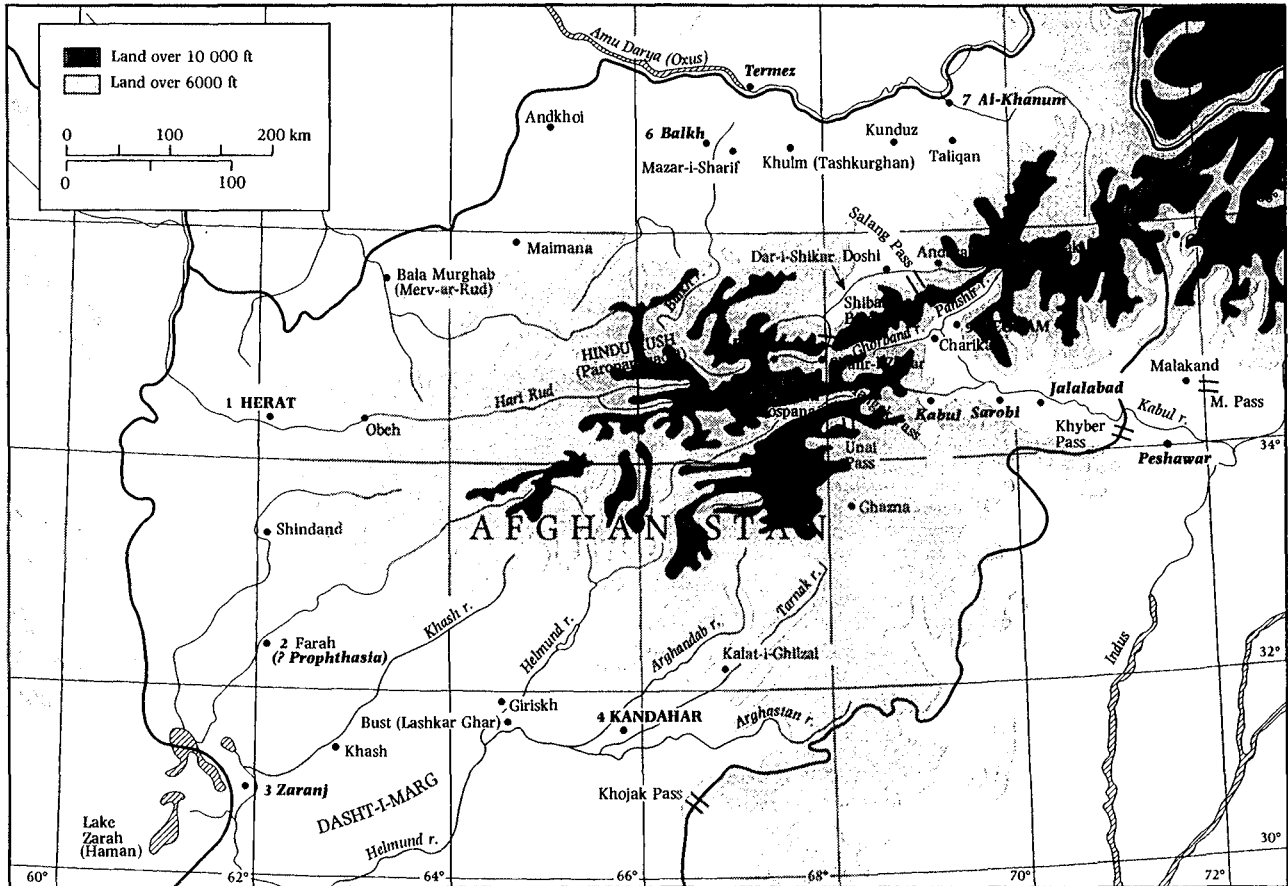 Land over 10 000 ft
Land over 6000 ft
0 100 200 km
0 100
Amu Darya (Oxus)
Termez
7 Ai-Khanum
Andkhoi
6 Balkh
Mazar-i-Sharif
Khulm (Tashkurghan)
Kunduz
Taliqan
Maimana
Salang Pass
Dar-i-Shikar
Doshi
Bala Murghab
(Merv-ar-Rud)
Panshir r.
Ghorband r.
HINDU KUSH
Malakand
M. Pass
1 HERAT
Hari Rud
Obeh
Kabul
Sarobi
Jalalabad
Khyber
Pass
Kabul r.
Peshawar
34°
Unai
Pass
Ghazna
Shindand
AFGHANISTAN
2 Farah
(? Prophthasia)
Khash r.
Helmund r.
Arghandab r.
Tarnak r.
Kalat-i-Ghilzai
Indus
32°
Giriskh
Bust (Lashkar Ghar)
4 KANDAHAR
Arghastan r.
Khash
3 Zaranj
DASHT-I-MARG
Khojak Pass
Lake
Zarah
(Haman)
Helmund r.
30°
60° 62° 64° 66° 68° 70° 72°